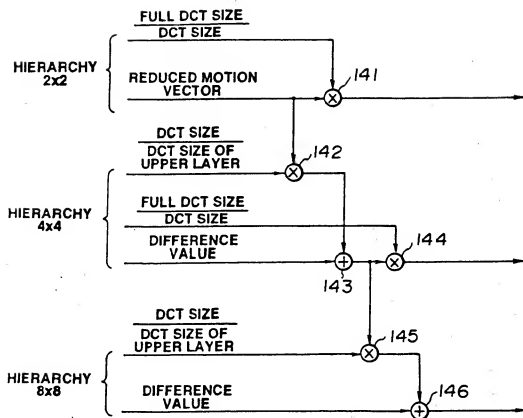 FULL DCT SIZE
DCT SIZE
HIERARCHY
2x2
REDUCED MOTION
VECTOR
141
DCT SIZE
DCT SIZE OF
UPPER LAYER
142
HIERARCHY
4x4
FULL DCT SIZE
DCT SIZE
DIFFERENCE
VALUE
143
144
DCT SIZE
DCT SIZE OF
UPPER LAYER
145
HIERARCHY
8x8
DIFFERENCE
VALUE
146